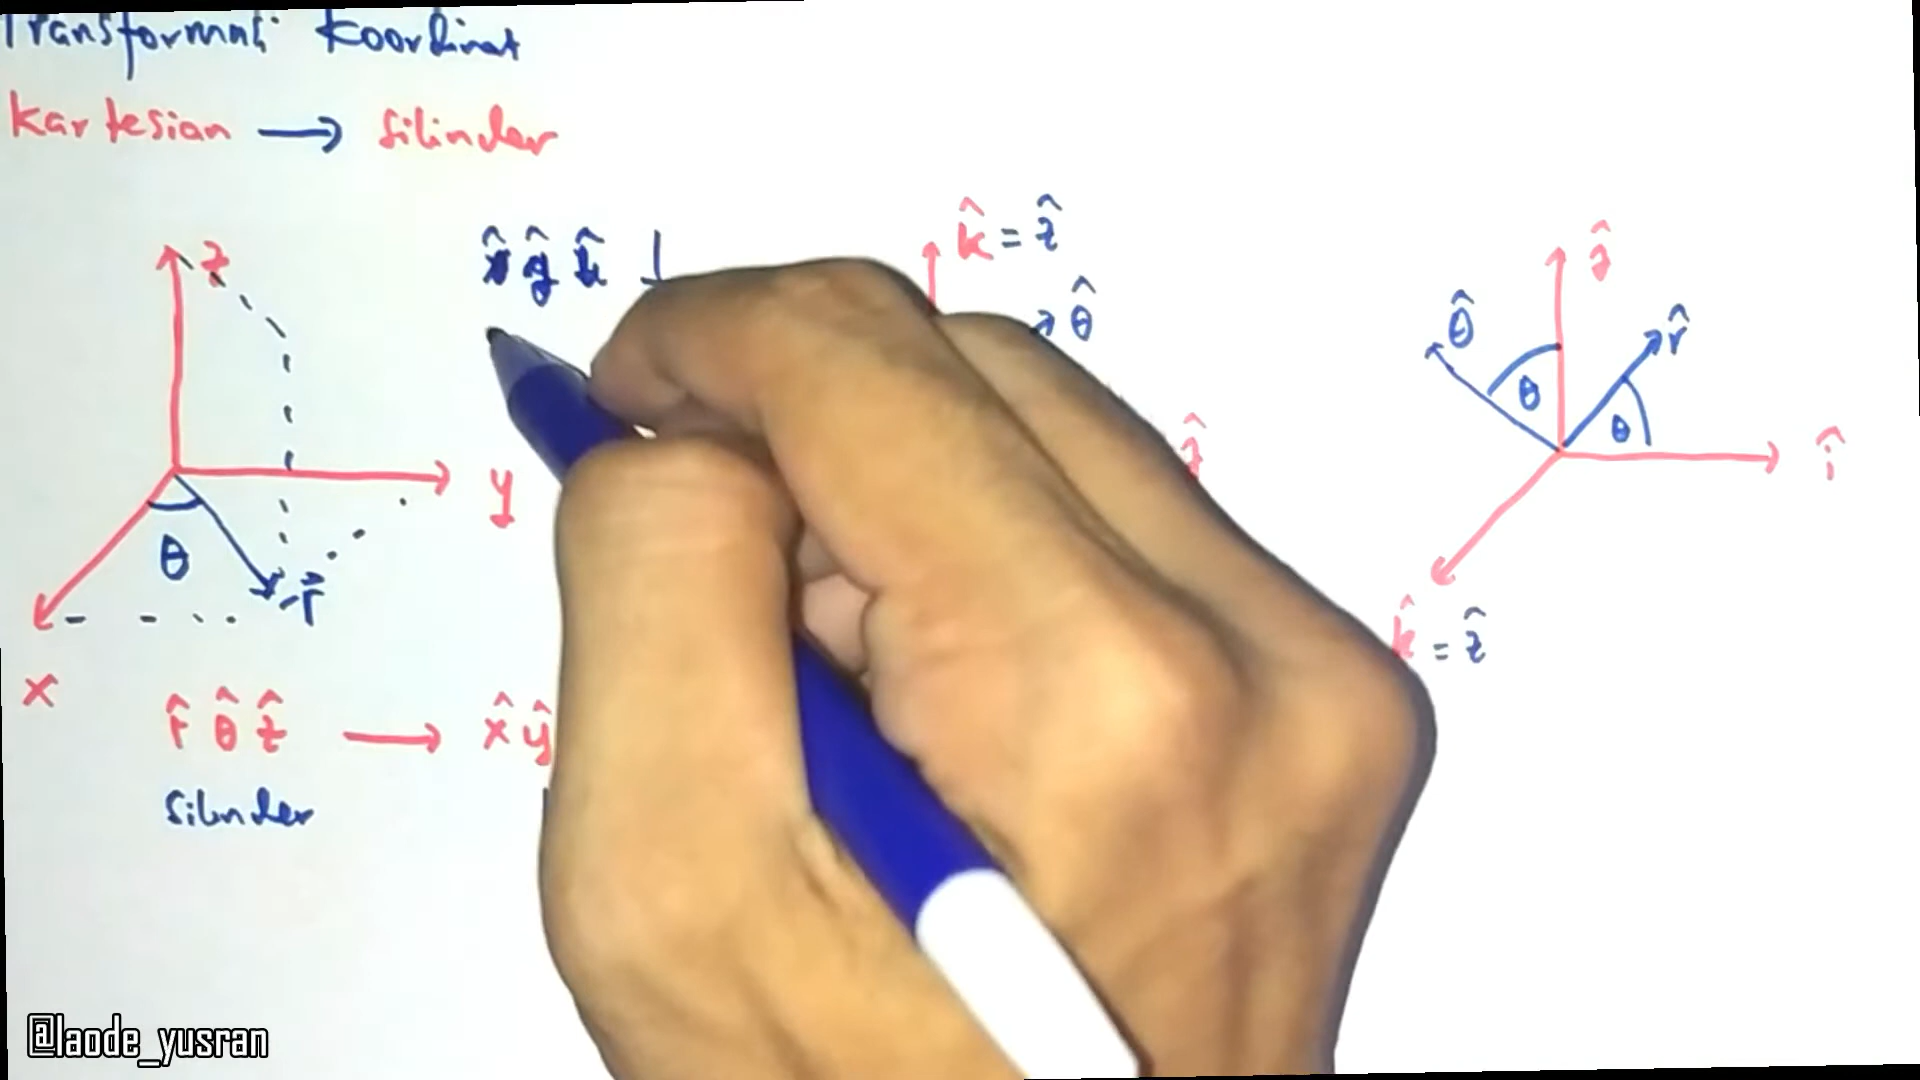 Transformasi Koordinat
Kartesian → Silinder
z
y
x
θ
r⃗
r̂ θ̂ ẑ → x̂ ŷ
Silinder
k̂ = ẑ
θ̂
ĵ
ĵ
θ̂
r̂
θ
θ
î
k̂ = ẑ
@laode_yusran